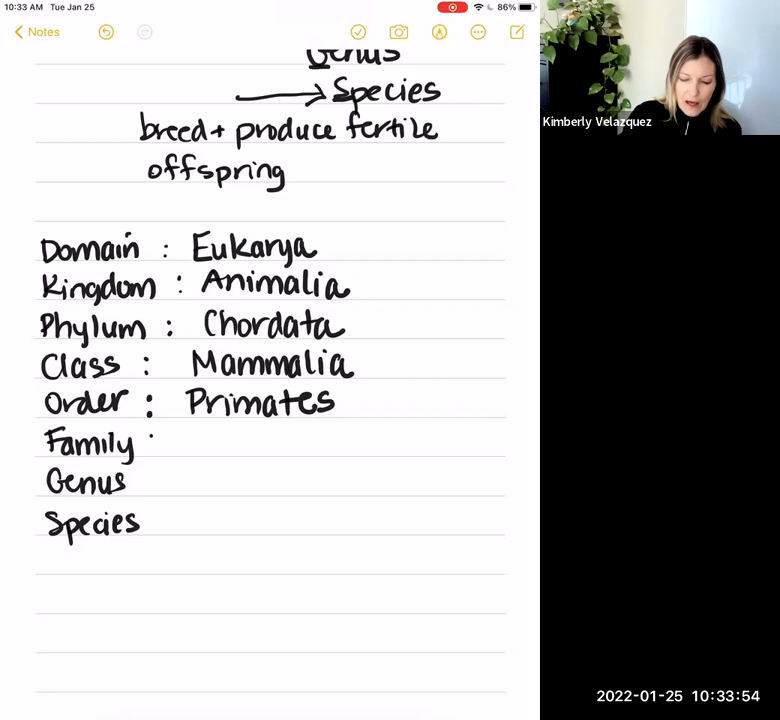 10:33 AM Tue Jan 25
86%
Notes
Genus
Species
breed + produce fertile
offspring
Domain : Eukarya
Kingdom : Animalia
Phylum : Chordata
Class : Mammalia
Order : Primates
Family
Genus
Species
Kimberly Velazquez
2022-01-25 10:33:54